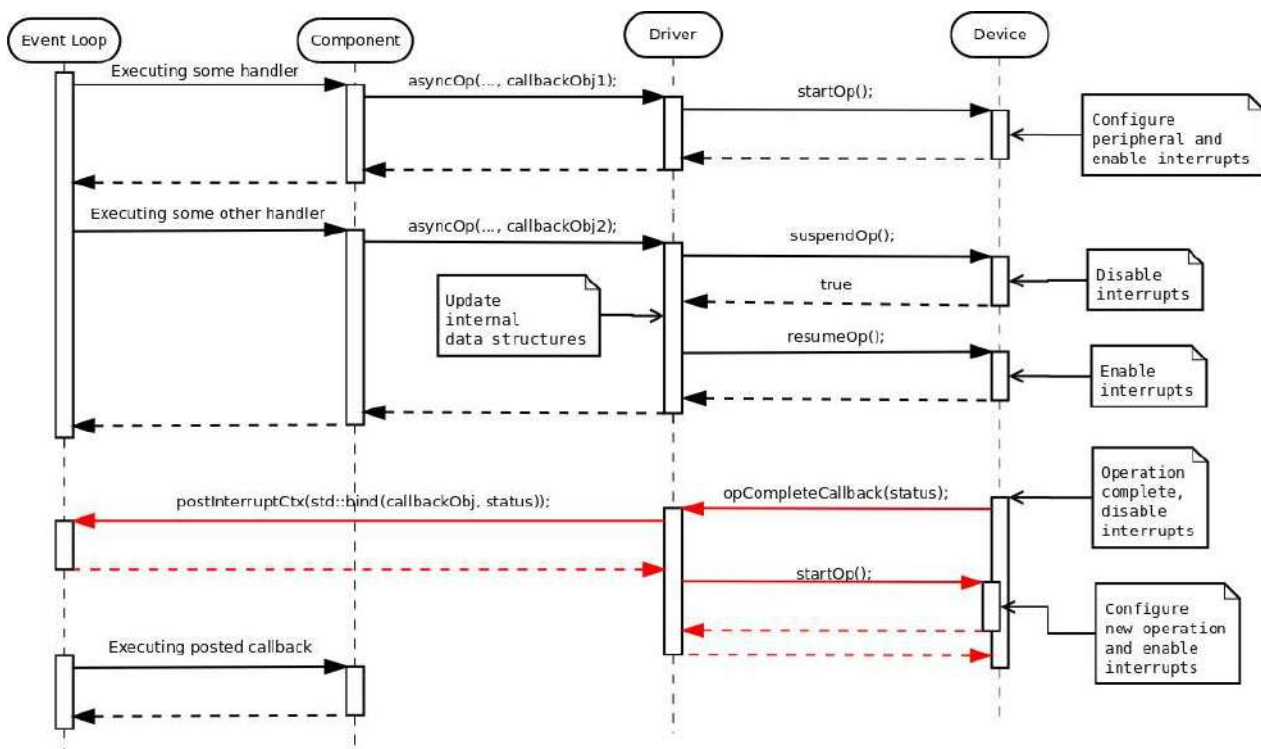 Event Loop
Component
Driver
Device
Executing some handler
asyncOp(..., callbackObj1);
startOp();
Configure
peripheral and
enable interrupts
Executing some other handler
asyncOp(..., callbackObj2);
suspendOp();
Disable
interrupts
true
Update
internal
data structures
resumeOp();
Enable
interrupts
Operation
complete,
disable
interrupts
opCompleteCallback(status);
postInterruptCtx(std::bind(callbackObj, status));
startOp();
Configure
new operation
and enable
interrupts
Executing posted callback